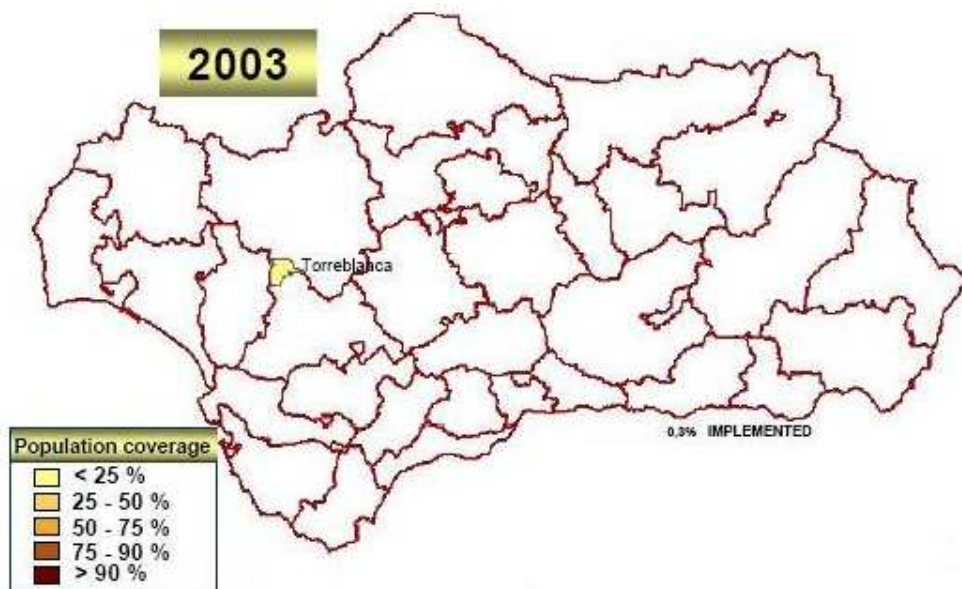 2003
Torreblanca
0,3% IMPLEMENTED
Population coverage
< 25 %
25 - 50 %
50 - 75 %
75 - 90 %
> 90 %